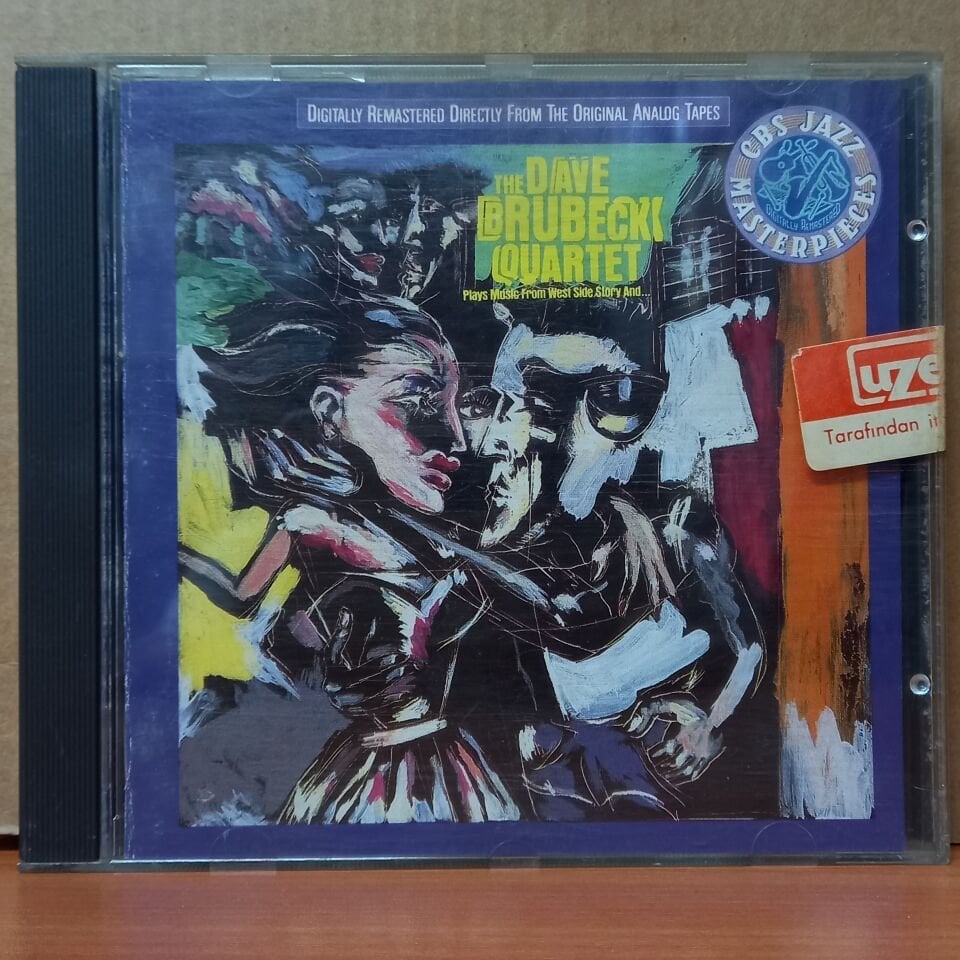 DIGITALLY REMASTERED DIRECTLY FROM THE ORIGINAL ANALOG TAPES
CBS JAZZ
MASTERPIECES
DIGITALLY REMASTERED
THE DAVE
BRUBECK
QUARTET
Plays Music From West Side Story And...
uze
Tarafından